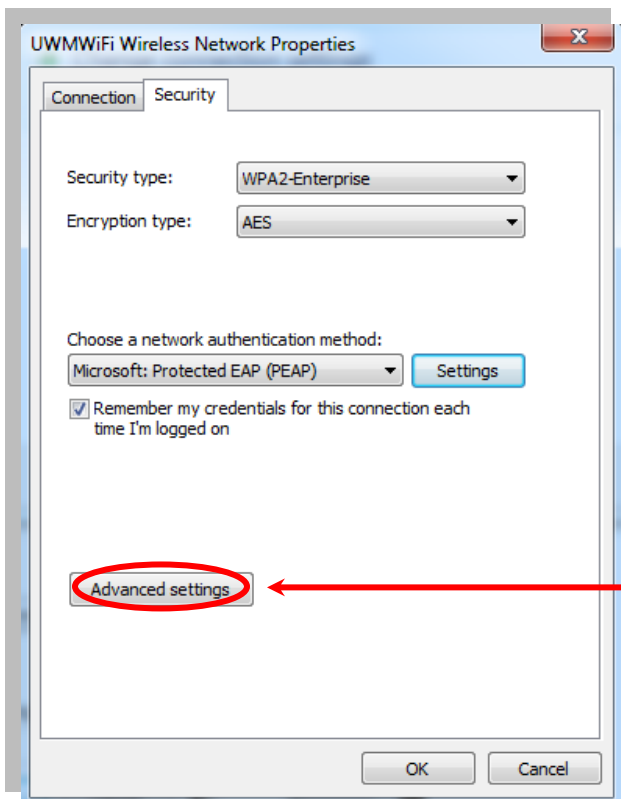 UWMWiFi Wireless Network Properties
Connection Security
Security type: WPA2-Enterprise
Encryption type: AES
Choose a network authentication method:
Microsoft: Protected EAP (PEAP) Settings
Remember my credentials for this connection each
time I'm logged on
Advanced settings
OK Cancel